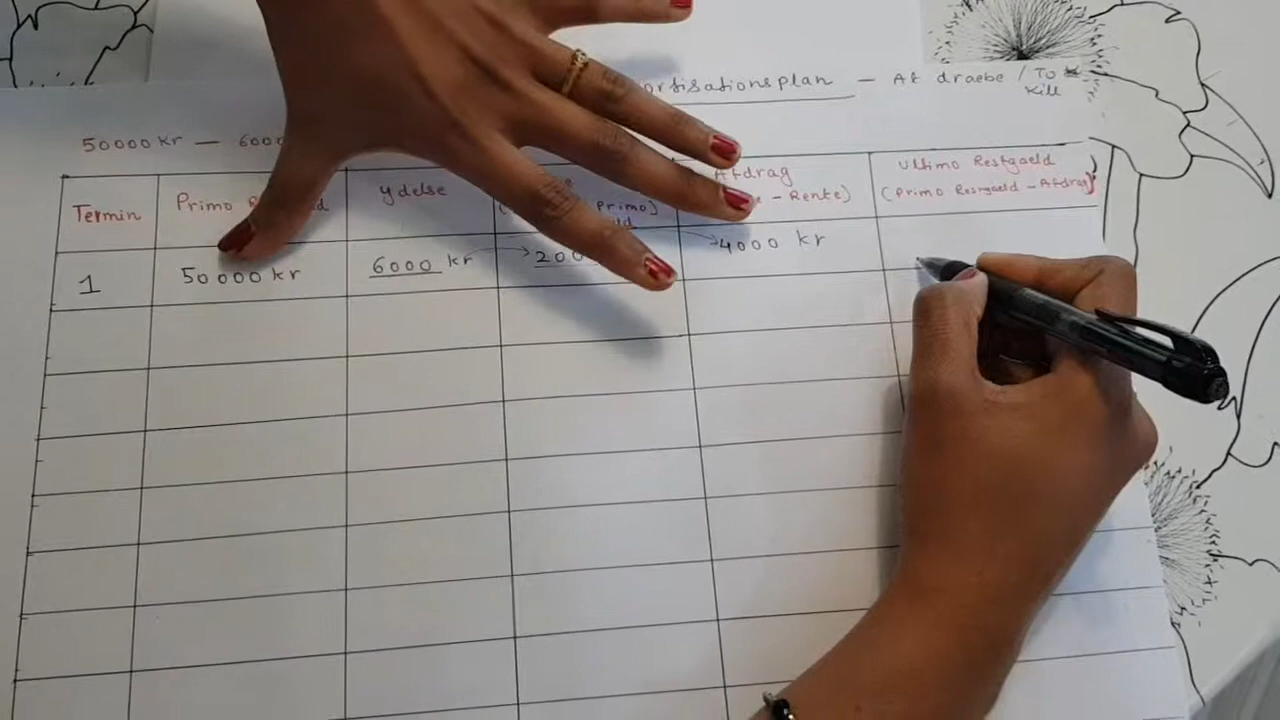 ortisationsplan — At draebe / To
Kill
50000 kr — 600
Termin
Primo
ydelse
Primo)
Afdrag
- Rente)
Ultimo Restgaeld
(Primo Restgaeld - Afdrag)
1
50000 kr
6000 kr
200
4000 kr